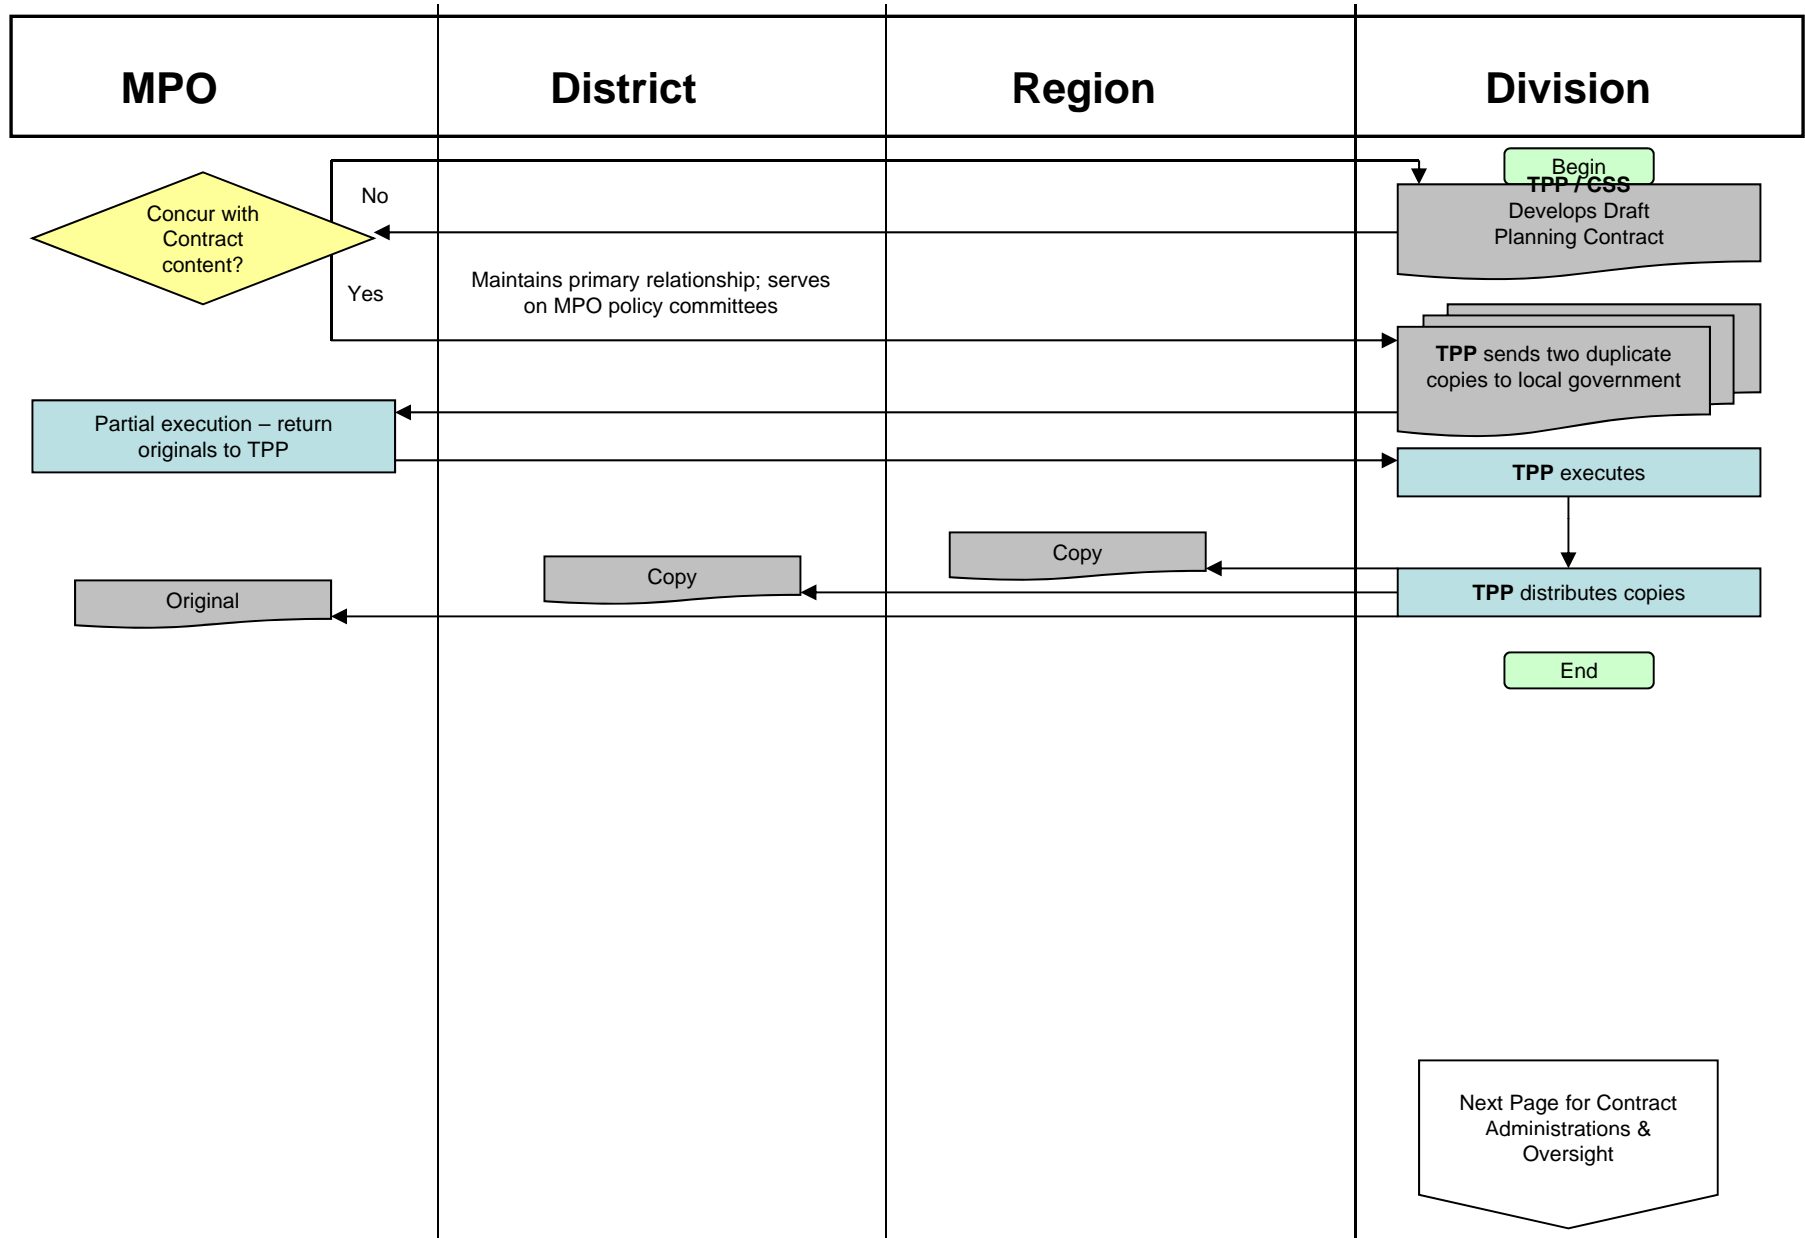 MPO
District
Region
Division
Begin
TPP / CSS
Develops Draft
Planning Contract
No
Concur with
Contract
content?
Yes
Maintains primary relationship; serves
on MPO policy committees
TPP sends two duplicate
copies to local government
Partial execution – return
originals to TPP
TPP executes
Copy
Copy
Original
TPP distributes copies
End
Next Page for Contract
Administrations &
Oversight